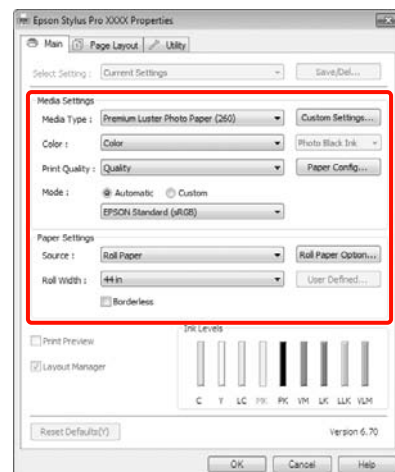 Epson Stylus Pro XXXX Properties
Main Page Layout Utility
Select Setting : Current Settings Save/Del...
Media Settings
Media Type : Premium Luster Photo Paper (260) Custom Settings...
Color : Color Photo Black Ink
Print Quality : Quality Paper Config...
Mode : Automatic Custom
EPSON Standard (sRGB)
Paper Settings
Source : Roll Paper Roll Paper Option...
Roll Width : 44 in User Defined...
Borderless
Print Preview
Layout Manager
Ink Levels
C Y LC MK PK VM LK LLK VLM
Reset Defaults(Y) Version 6.70
OK Cancel Help